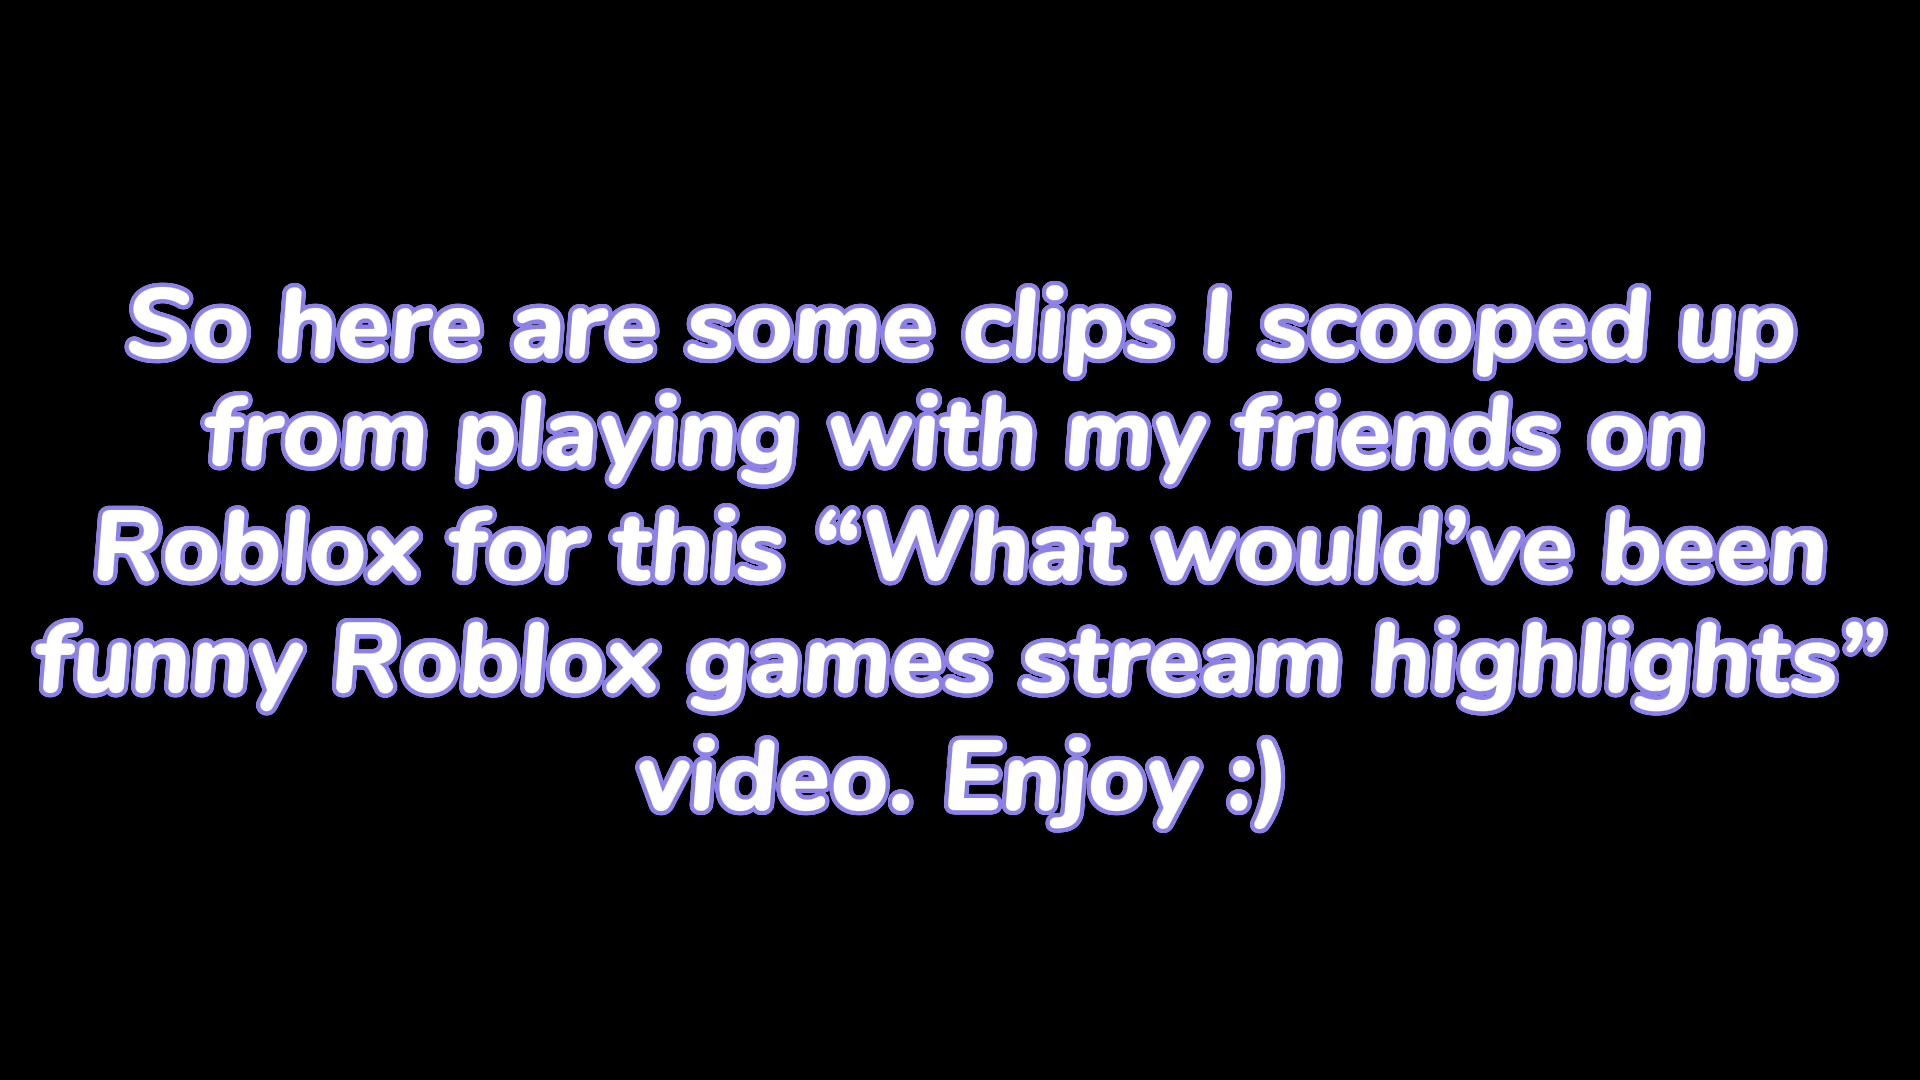 So here are some clips I scooped up
from playing with my friends on
Roblox for this “What would’ve been
funny Roblox games stream highlights”
video. Enjoy :)